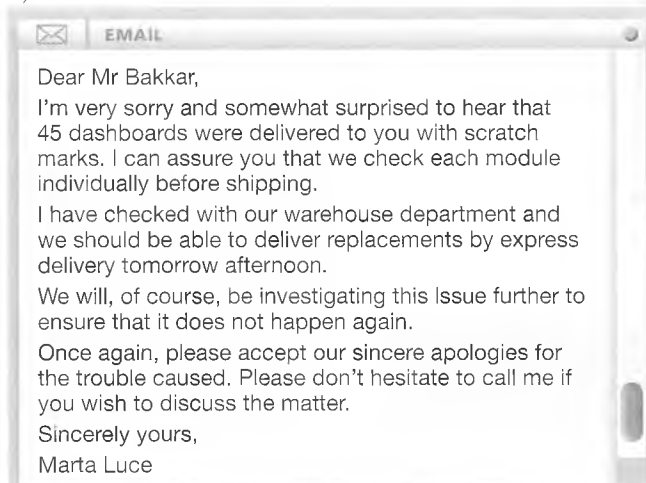 EMAIL
Dear Mr Bakkar,
I'm very sorry and somewhat surprised to hear that
45 dashboards were delivered to you with scratch
marks. I can assure you that we check each module
individually before shipping.
I have checked with our warehouse department and
we should be able to deliver replacements by express
delivery tomorrow afternoon.
We will, of course, be investigating this Issue further to
ensure that it does not happen again.
Once again, please accept our sincere apologies for
the trouble caused. Please don't hesitate to call me if
you wish to discuss the matter.
Sincerely yours,
Marta Luce